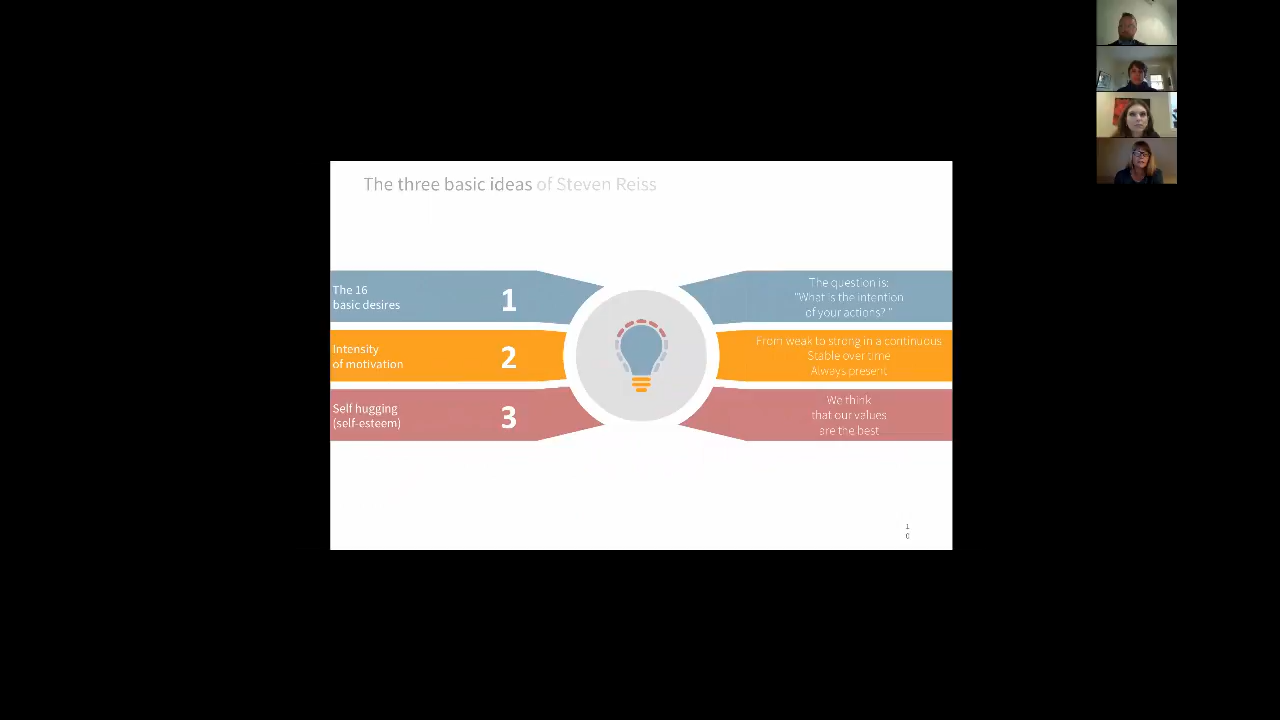 The three basic ideas of Steven Reiss
The 16
basic desires
1
The question is:
"What is the intention
of your actions? "
Intensity
of motivation
2
From weak to strong in a continuous
Stable over time
Always present
Self hugging
(self-esteem)
3
We think
that our values
are the best
1
0